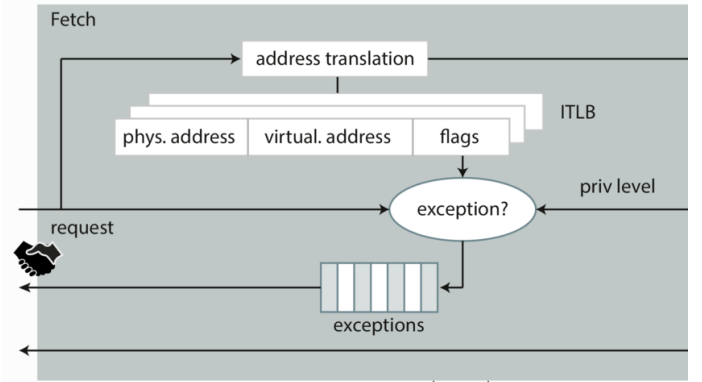 Fetch
address translation
ITLB
phys. address virtual. address flags
priv level
exception?
request
exceptions